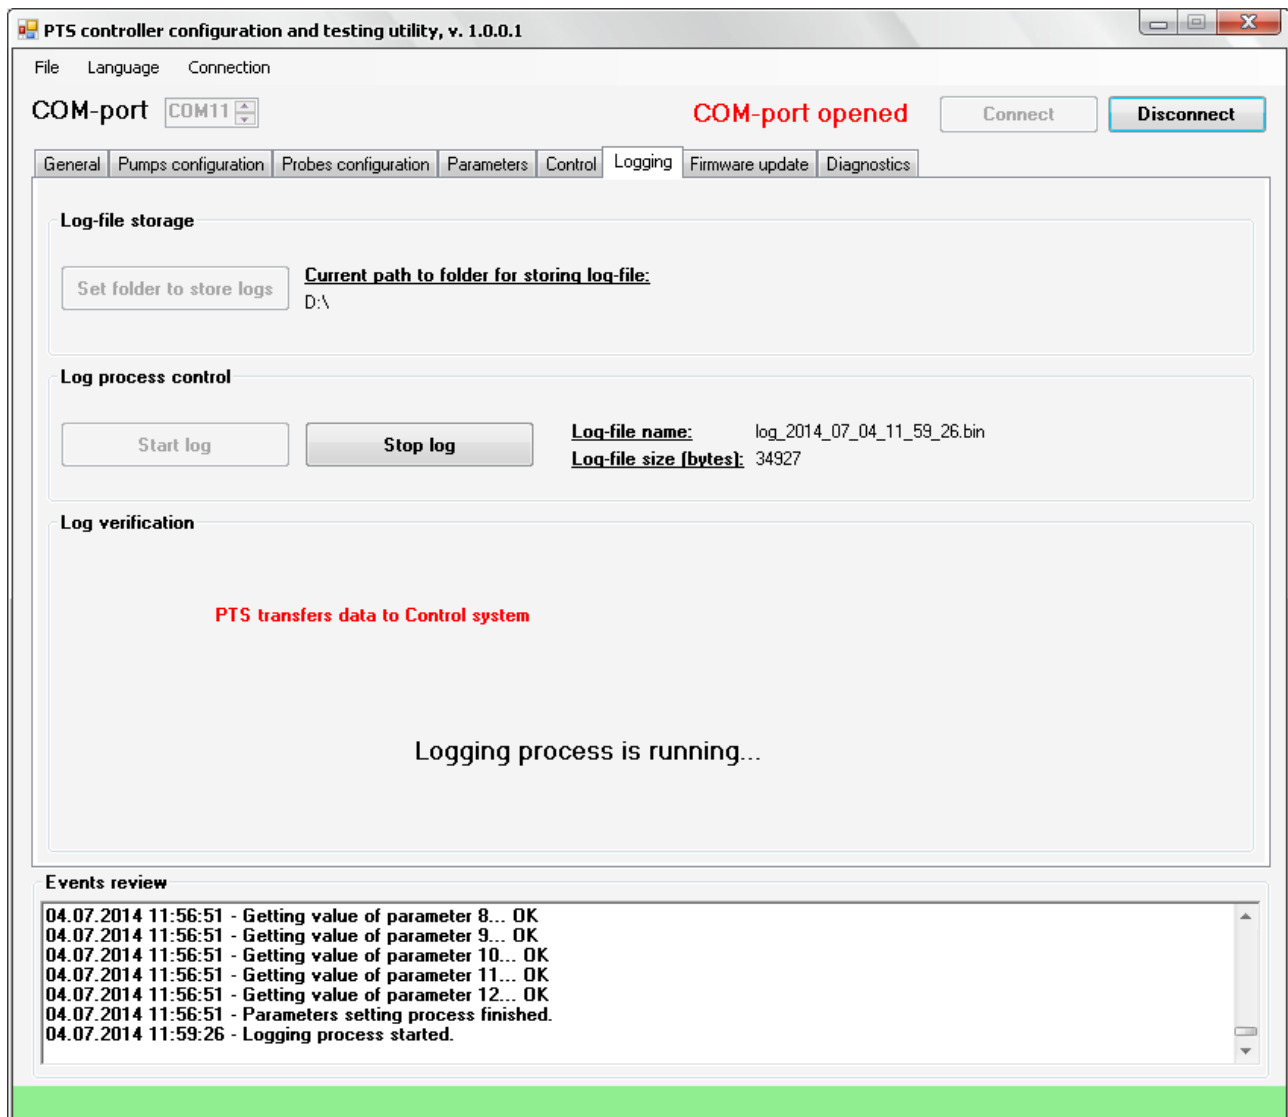 PTS controller configuration and testing utility, v. 1.0.0.1
File Language Connection
COM-port COM11 COM-port opened Connect Disconnect
General Pumps configuration Probes configuration Parameters Control Logging Firmware update Diagnostics
Log-file storage
Set folder to store logs
Current path to folder for storing log-file:
D:\
Log process control
Start log Stop log
Log-file name: log_2014_07_04_11_59_26.bin
Log-file size (bytes): 34927
Log verification
PTS transfers data to Control system
Logging process is running...
Events review
04.07.2014 11:56:51 - Getting value of parameter 8... OK
04.07.2014 11:56:51 - Getting value of parameter 9... OK
04.07.2014 11:56:51 - Getting value of parameter 10... OK
04.07.2014 11:56:51 - Getting value of parameter 11... OK
04.07.2014 11:56:51 - Getting value of parameter 12... OK
04.07.2014 11:56:51 - Parameters setting process finished.
04.07.2014 11:59:26 - Logging process started.